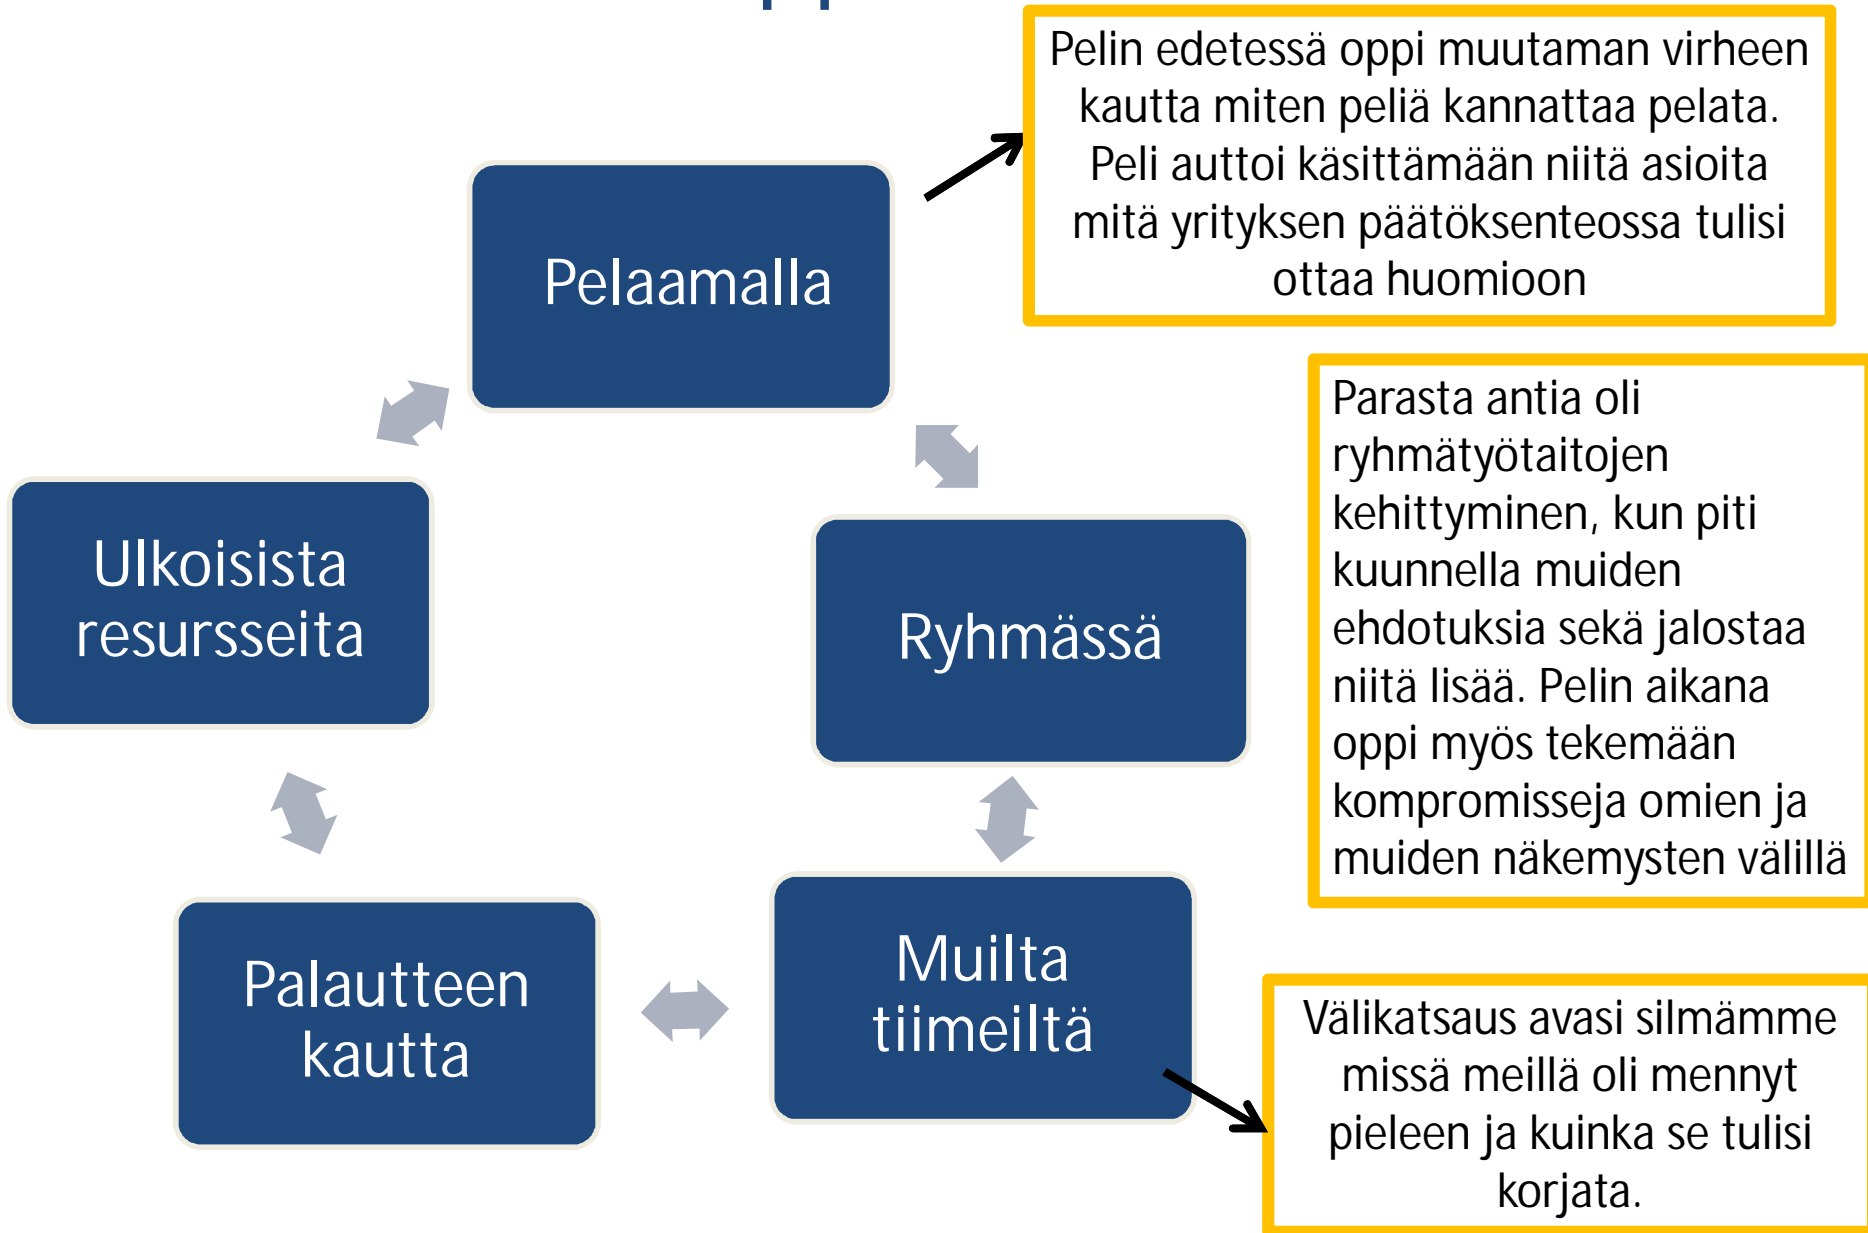 Pelin edetessä oppi muutaman virheen
kautta miten peliä kannattaa pelata.
Peli auttoi käsittämään niitä asioita
mitä yrityksen päätöksenteossa tulisi
ottaa huomioon
Pelaamalla
Parasta antia oli
ryhmätyötaitojen
kehittyminen, kun piti
kuunnella muiden
ehdotuksia sekä jalostaa
niitä lisää. Pelin aikana
oppi myös tekemään
kompromisseja omien ja
muiden näkemysten välillä
Ulkoisista
resursseita
Ryhmässä
Palautteen
kautta
Muilta
tiimeiltä
Välikatsaus avasi silmämme
missä meillä oli mennyt
pieleen ja kuinka se tulisi
korjata.